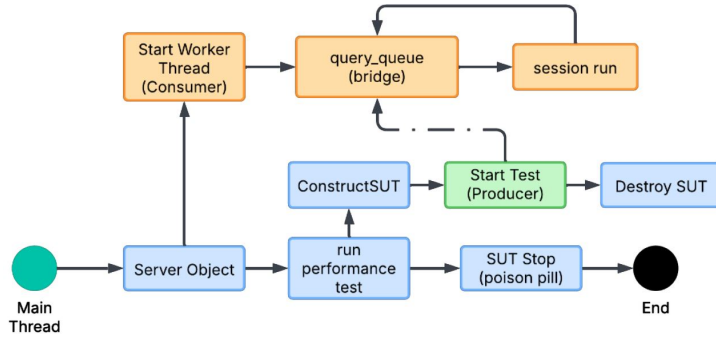 Start Worker
Thread
(Consumer)
query_queue
(bridge)
session run
ConstructSUT
Start Test
(Producer)
Destroy SUT
Server Object
run
performance
test
SUT Stop
(poison pill)
Main
Thread
End